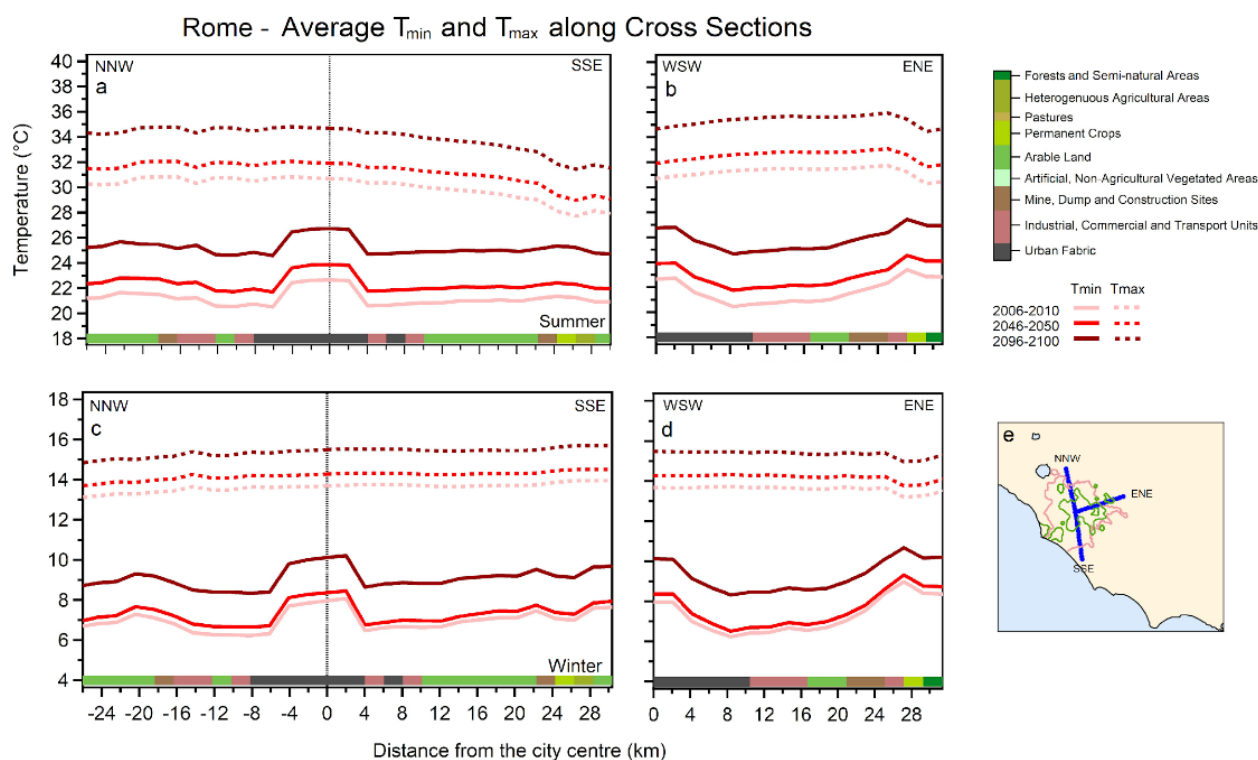 Rome - Average Tmin and Tmax along Cross Sections
Temperature (°C)
40
38
36
34
32
30
28
26
24
22
20
18
NNW
SSE
a
Summer
WSW
ENE
b
Forests and Semi-natural Areas
Heterogenuous Agricultural Areas
Pastures
Permanent Crops
Arable Land
Artificial, Non-Agricultural Vegetated Areas
Mine, Dump and Construction Sites
Industrial, Commercial and Transport Units
Urban Fabric
Tmin Tmax
2006-2010
2046-2050
2096-2100
18
16
14
12
10
8
6
4
NNW
SSE
c
Winter
-24 -20 -16 -12 -8 -4 0 4 8 12 16 20 24 28
WSW
ENE
d
0 4 8 12 16 20 24 28
Distance from the city centre (km)
e
NNW
ENE
SSE